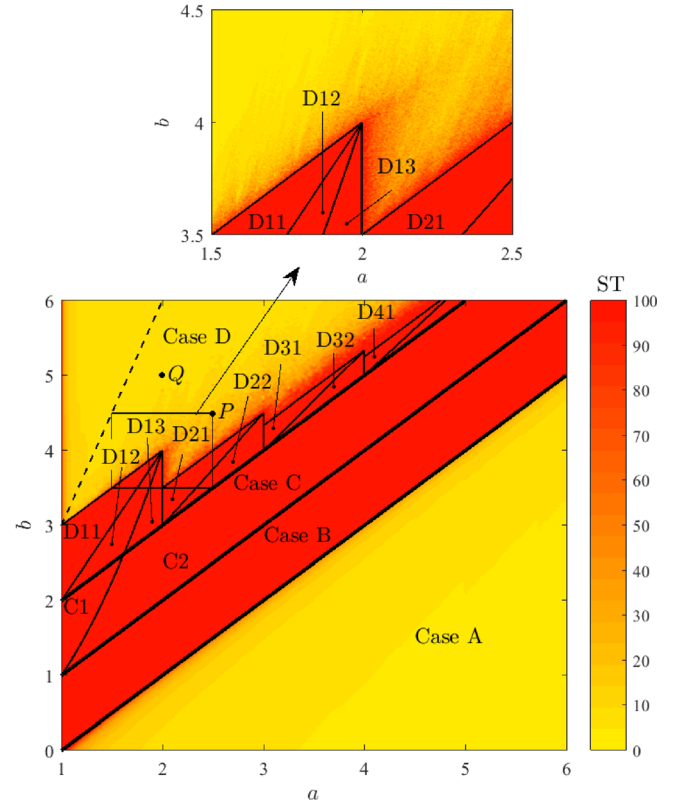 4.5
D12
b
4
D13
D11
D21
3.5
1.5
2
2.5
a
ST
6
100
Case D
D41
D32
90
D31
5
Q
80
D22
P
D13
70
4
D21
D12
60
Case C
b
3
D11
50
Case B
C2
40
2
C1
30
Case A
1
20
10
0
0
1
2
3
4
5
6
a